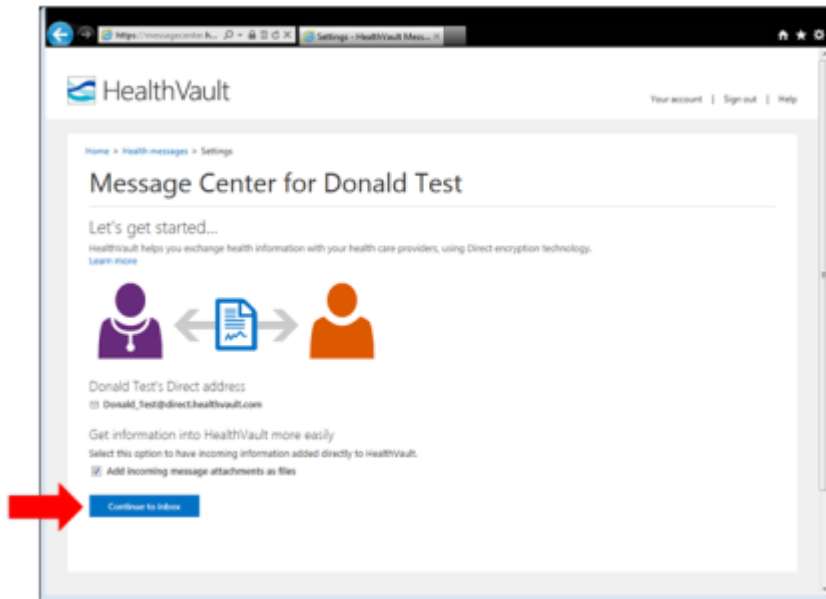 https://messagecenter.h...
Settings - HealthVault Mess...
HealthVault
Your account | Sign out | Help
Home > Health messages > Settings
Message Center for Donald Test
Let's get started...
HealthVault helps you exchange health information with your health care providers, using Direct encryption technology.
Learn more
Donald Test's Direct address
Donald_Test@direct.healthvault.com
Get information into HealthVault more easily
Select this option to have incoming information added directly to HealthVault.
Add incoming message attachments as files
Continue to inbox